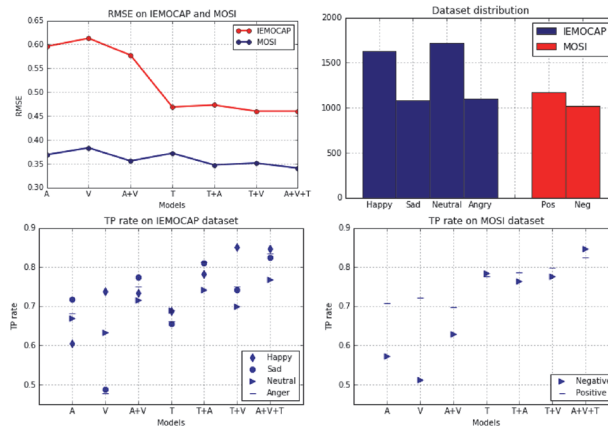 RMSE on IEMOCAP and MOSI
0.65
0.60
0.55
0.50
0.45
0.40
0.35
0.30
RMSE
IEMOCAP
MOSI
A V A+V T T+A T+V A+V+T
Models
Dataset distribution
2000
1500
1000
500
0
IEMOCAP
MOSI
Happy Sad Neutral Angry Pos Neg
TP rate on IEMOCAP dataset
0.9
0.8
0.7
0.6
0.5
TP rate
Happy
Sad
Neutral
Anger
A V A+V T T+A T+V A+V+T
Models
TP rate on MOSI dataset
0.9
0.8
0.7
0.6
0.5
TP rate
Negative
Positive
A V A+V T T+A T+V A+V+T
Models